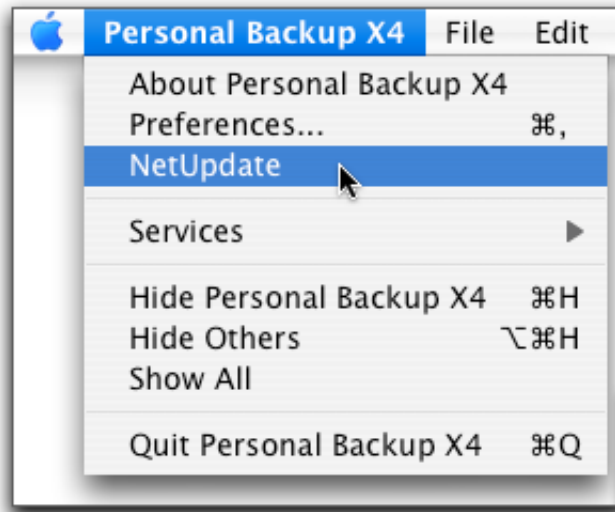 Personal Backup X4 File Edit
About Personal Backup X4
Preferences... ⌘,
NetUpdate
Services
Hide Personal Backup X4 ⌘H
Hide Others ⌥⌘H
Show All
Quit Personal Backup X4 ⌘Q